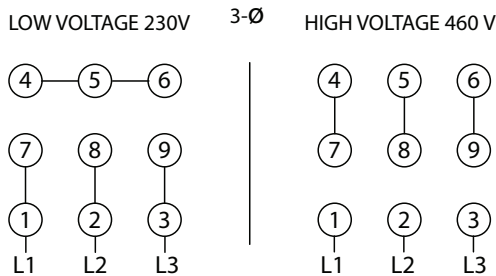 LOW VOLTAGE 230V 3-Ø HIGH VOLTAGE 460 V
4 5 6 4 5 6
7 8 9 7 8 9
1 2 3 1 2 3
L1 L2 L3 L1 L2 L3